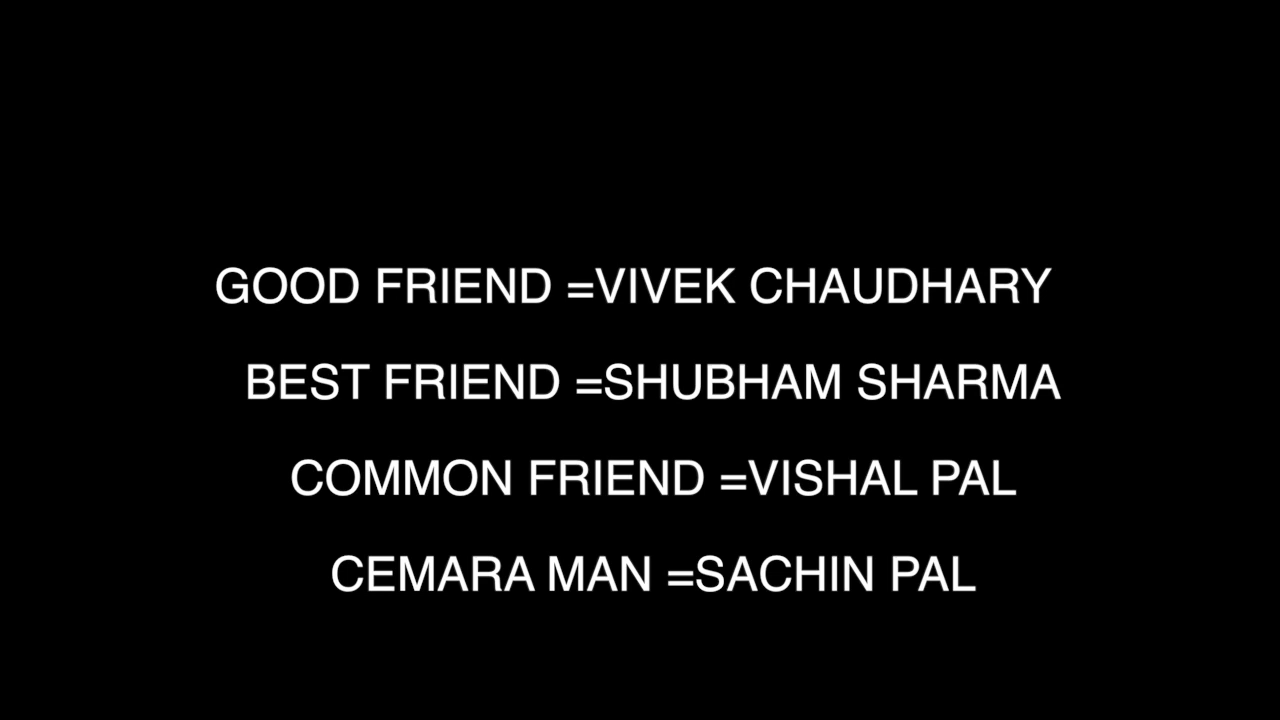 GOOD FRIEND =VIVEK CHAUDHARY
BEST FRIEND =SHUBHAM SHARMA
COMMON FRIEND =VISHAL PAL
CEMARA MAN =SACHIN PAL